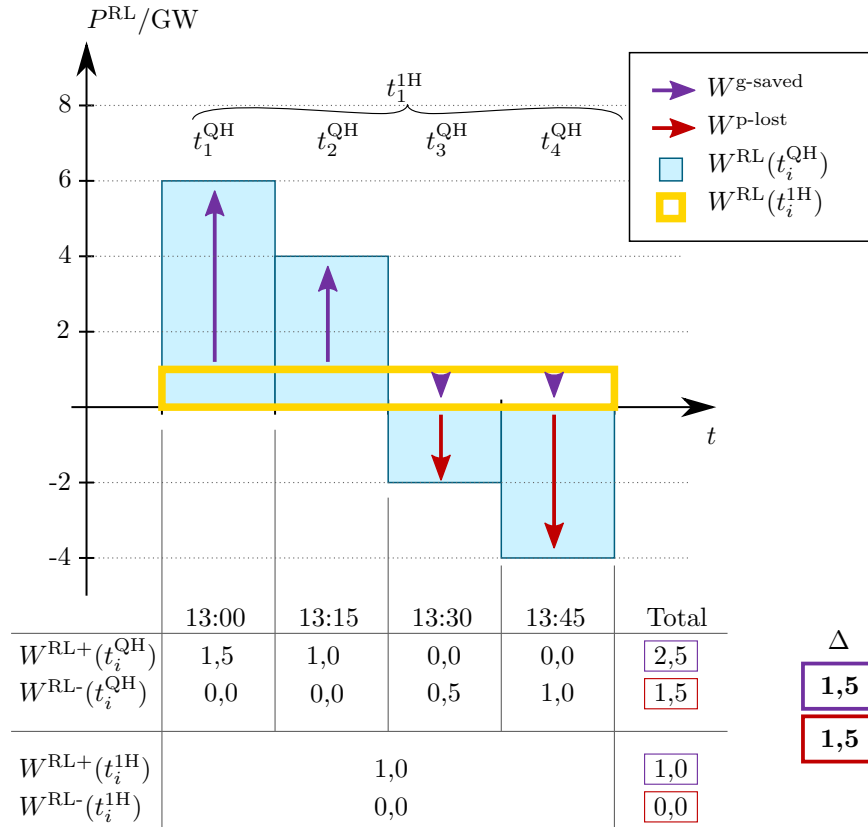 P^RL/GW
t_1^1H
W^g-saved
W^p-lost
W^RL(t_i^QH)
W^RL(t_i^1H)
t_1^QH t_2^QH t_3^QH t_4^QH
8
6
4
2
-2
-4
t
13:00 13:15 13:30 13:45 Total
W^RL+(t_i^QH) 1,5 1,0 0,0 0,0 2,5
W^RL-(t_i^QH) 0,0 0,0 0,5 1,0 1,5
Δ
1,5
1,5
W^RL+(t_i^1H) 1,0 1,0
W^RL-(t_i^1H) 0,0 0,0